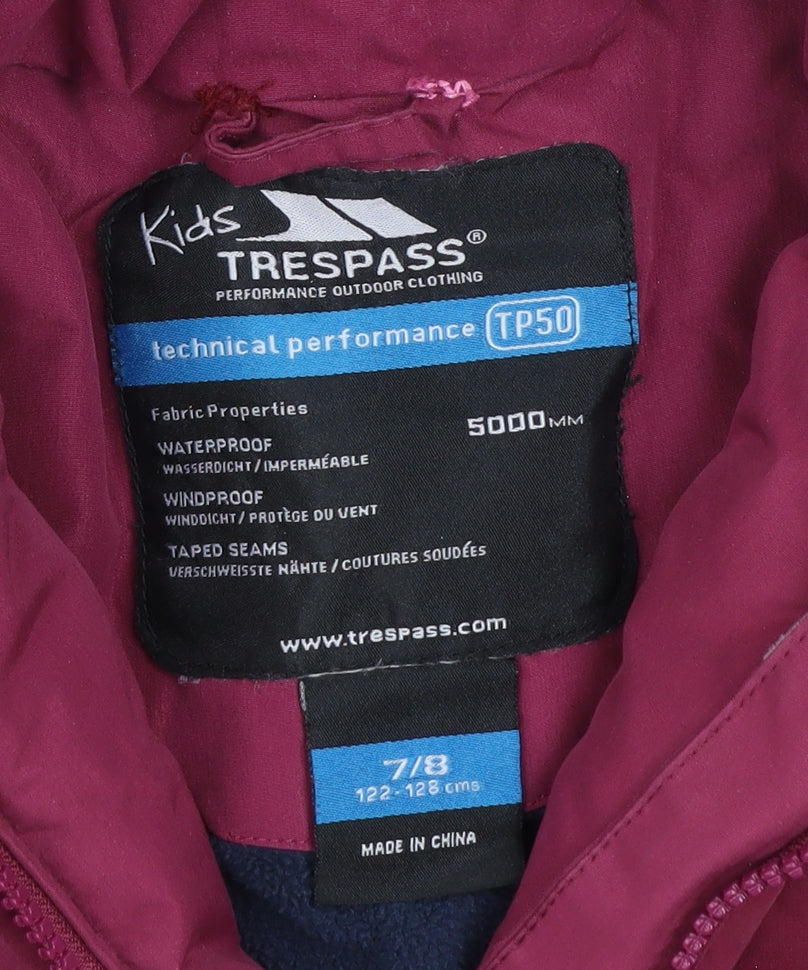 Kids
TRESPASS®
PERFORMANCE OUTDOOR CLOTHING
technical performance TP50
Fabric Properties
WATERPROOF 5000MM
WASSERDICHT / IMPERMÉABLE
WINDPROOF
WINDDICHT / PROTÈGE DU VENT
TAPED SEAMS
VERSCHWEISSTE NÄHTE / COUTURES SOUDÉES
www.trespass.com
7/8
122-128 cms
MADE IN CHINA